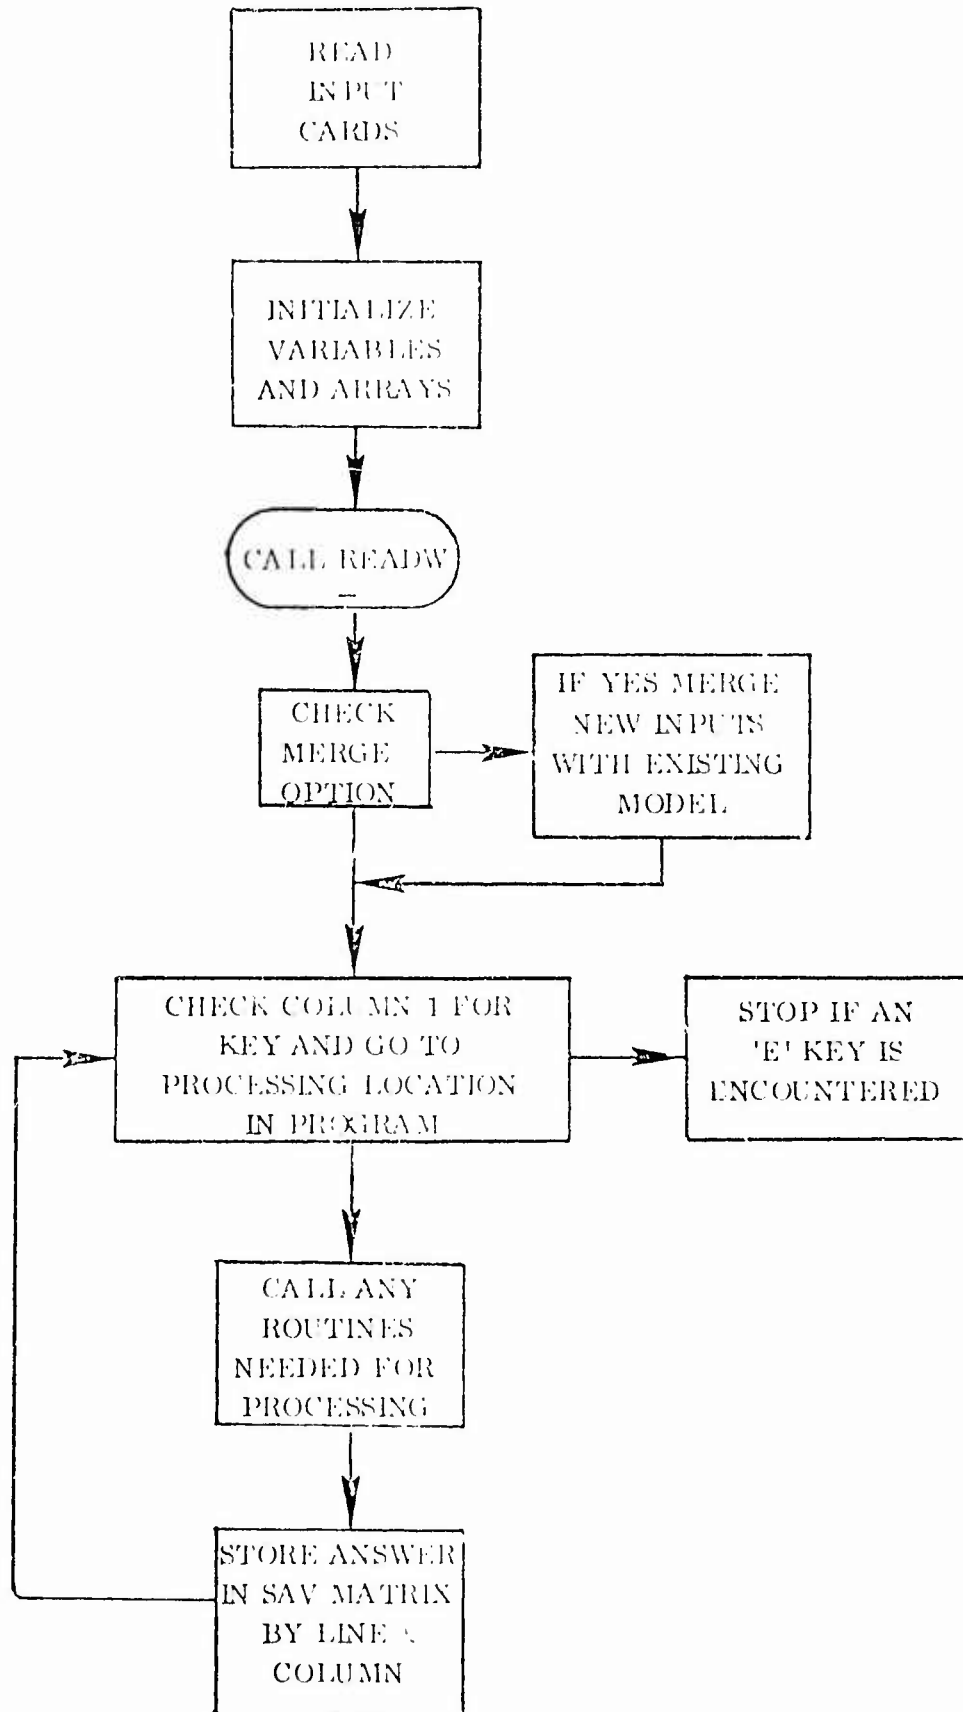 READ
INPUT
CARDS
INITIALIZE
VARIABLES
AND ARRAYS
CALL READW
CHECK
MERGE
OPTION
IF YES MERGE
NEW INPUTS
WITH EXISTING
MODEL
CHECK COLUMN 1 FOR
KEY AND GO TO
PROCESSING LOCATION
IN PROGRAM
STOP IF AN
'E' KEY IS
ENCOUNTERED
CALL ANY
ROUTINES
NEEDED FOR
PROCESSING
STORE ANSWER
IN SAV MATRIX
BY LINE
COLUMN